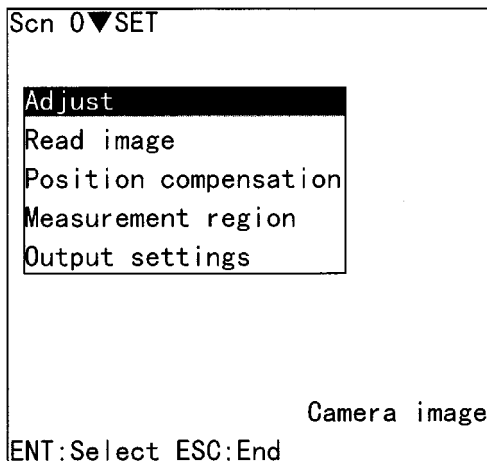 Scn 0▼SET
Adjust
Read image
Position compensation
Measurement region
Output settings
Camera image
ENT:Select ESC:End